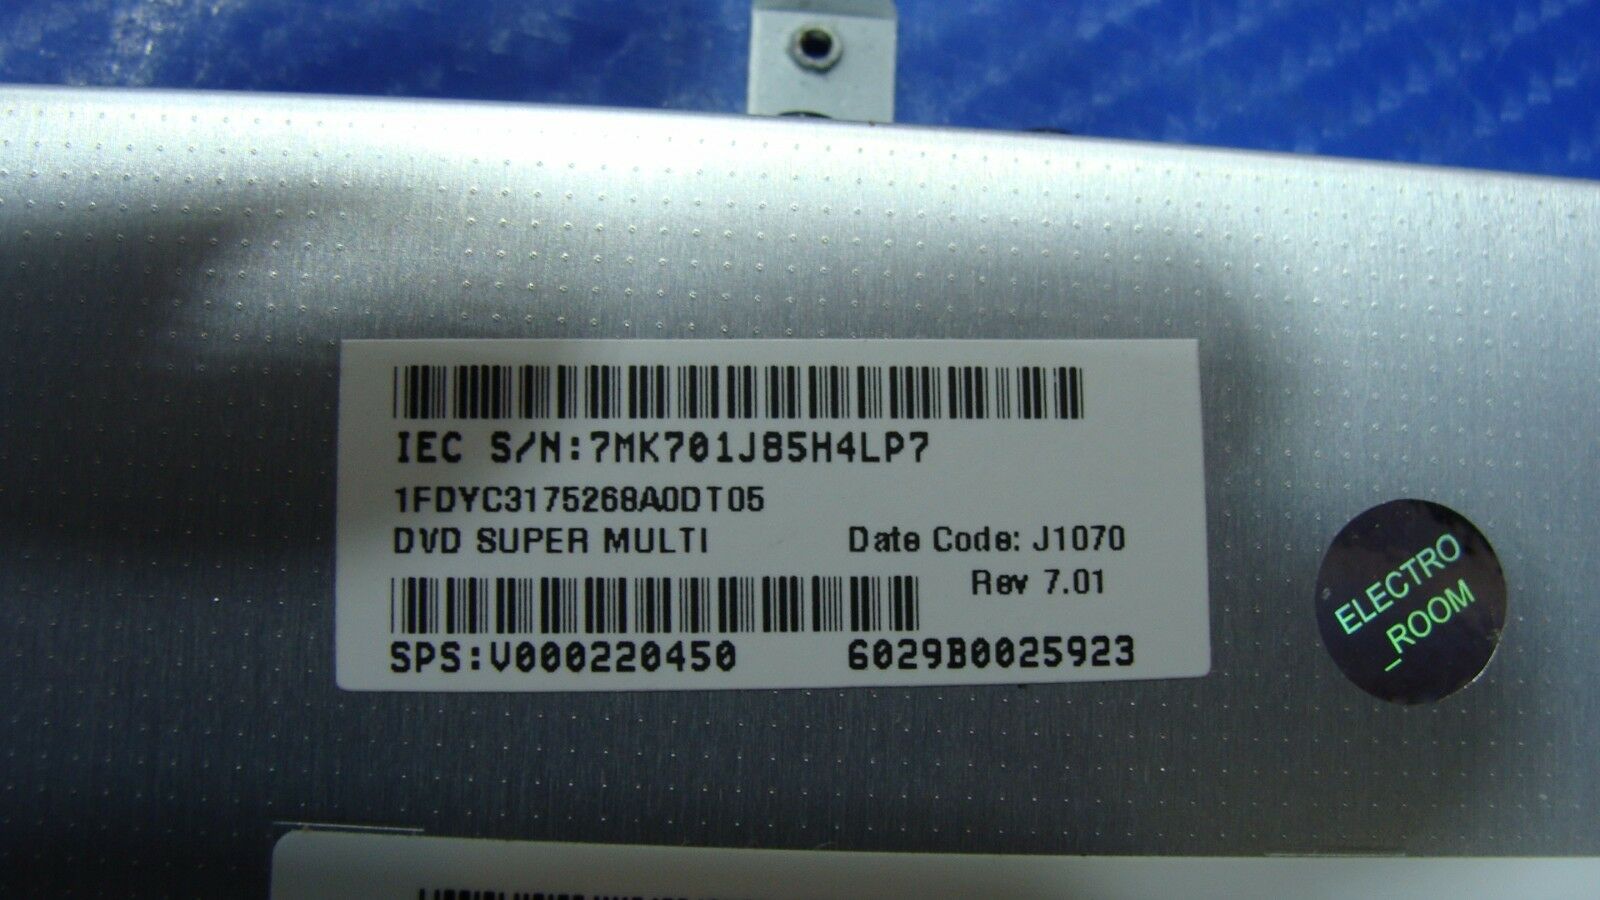 IEC S/N:7MK701J85H4LP7
1FDYC3175268A0DT05
DVD SUPER MULTI
Date Code: J1070
Rev 7.01
SPS:V000220450
6029B0025923
ELECTRO
_ROOM